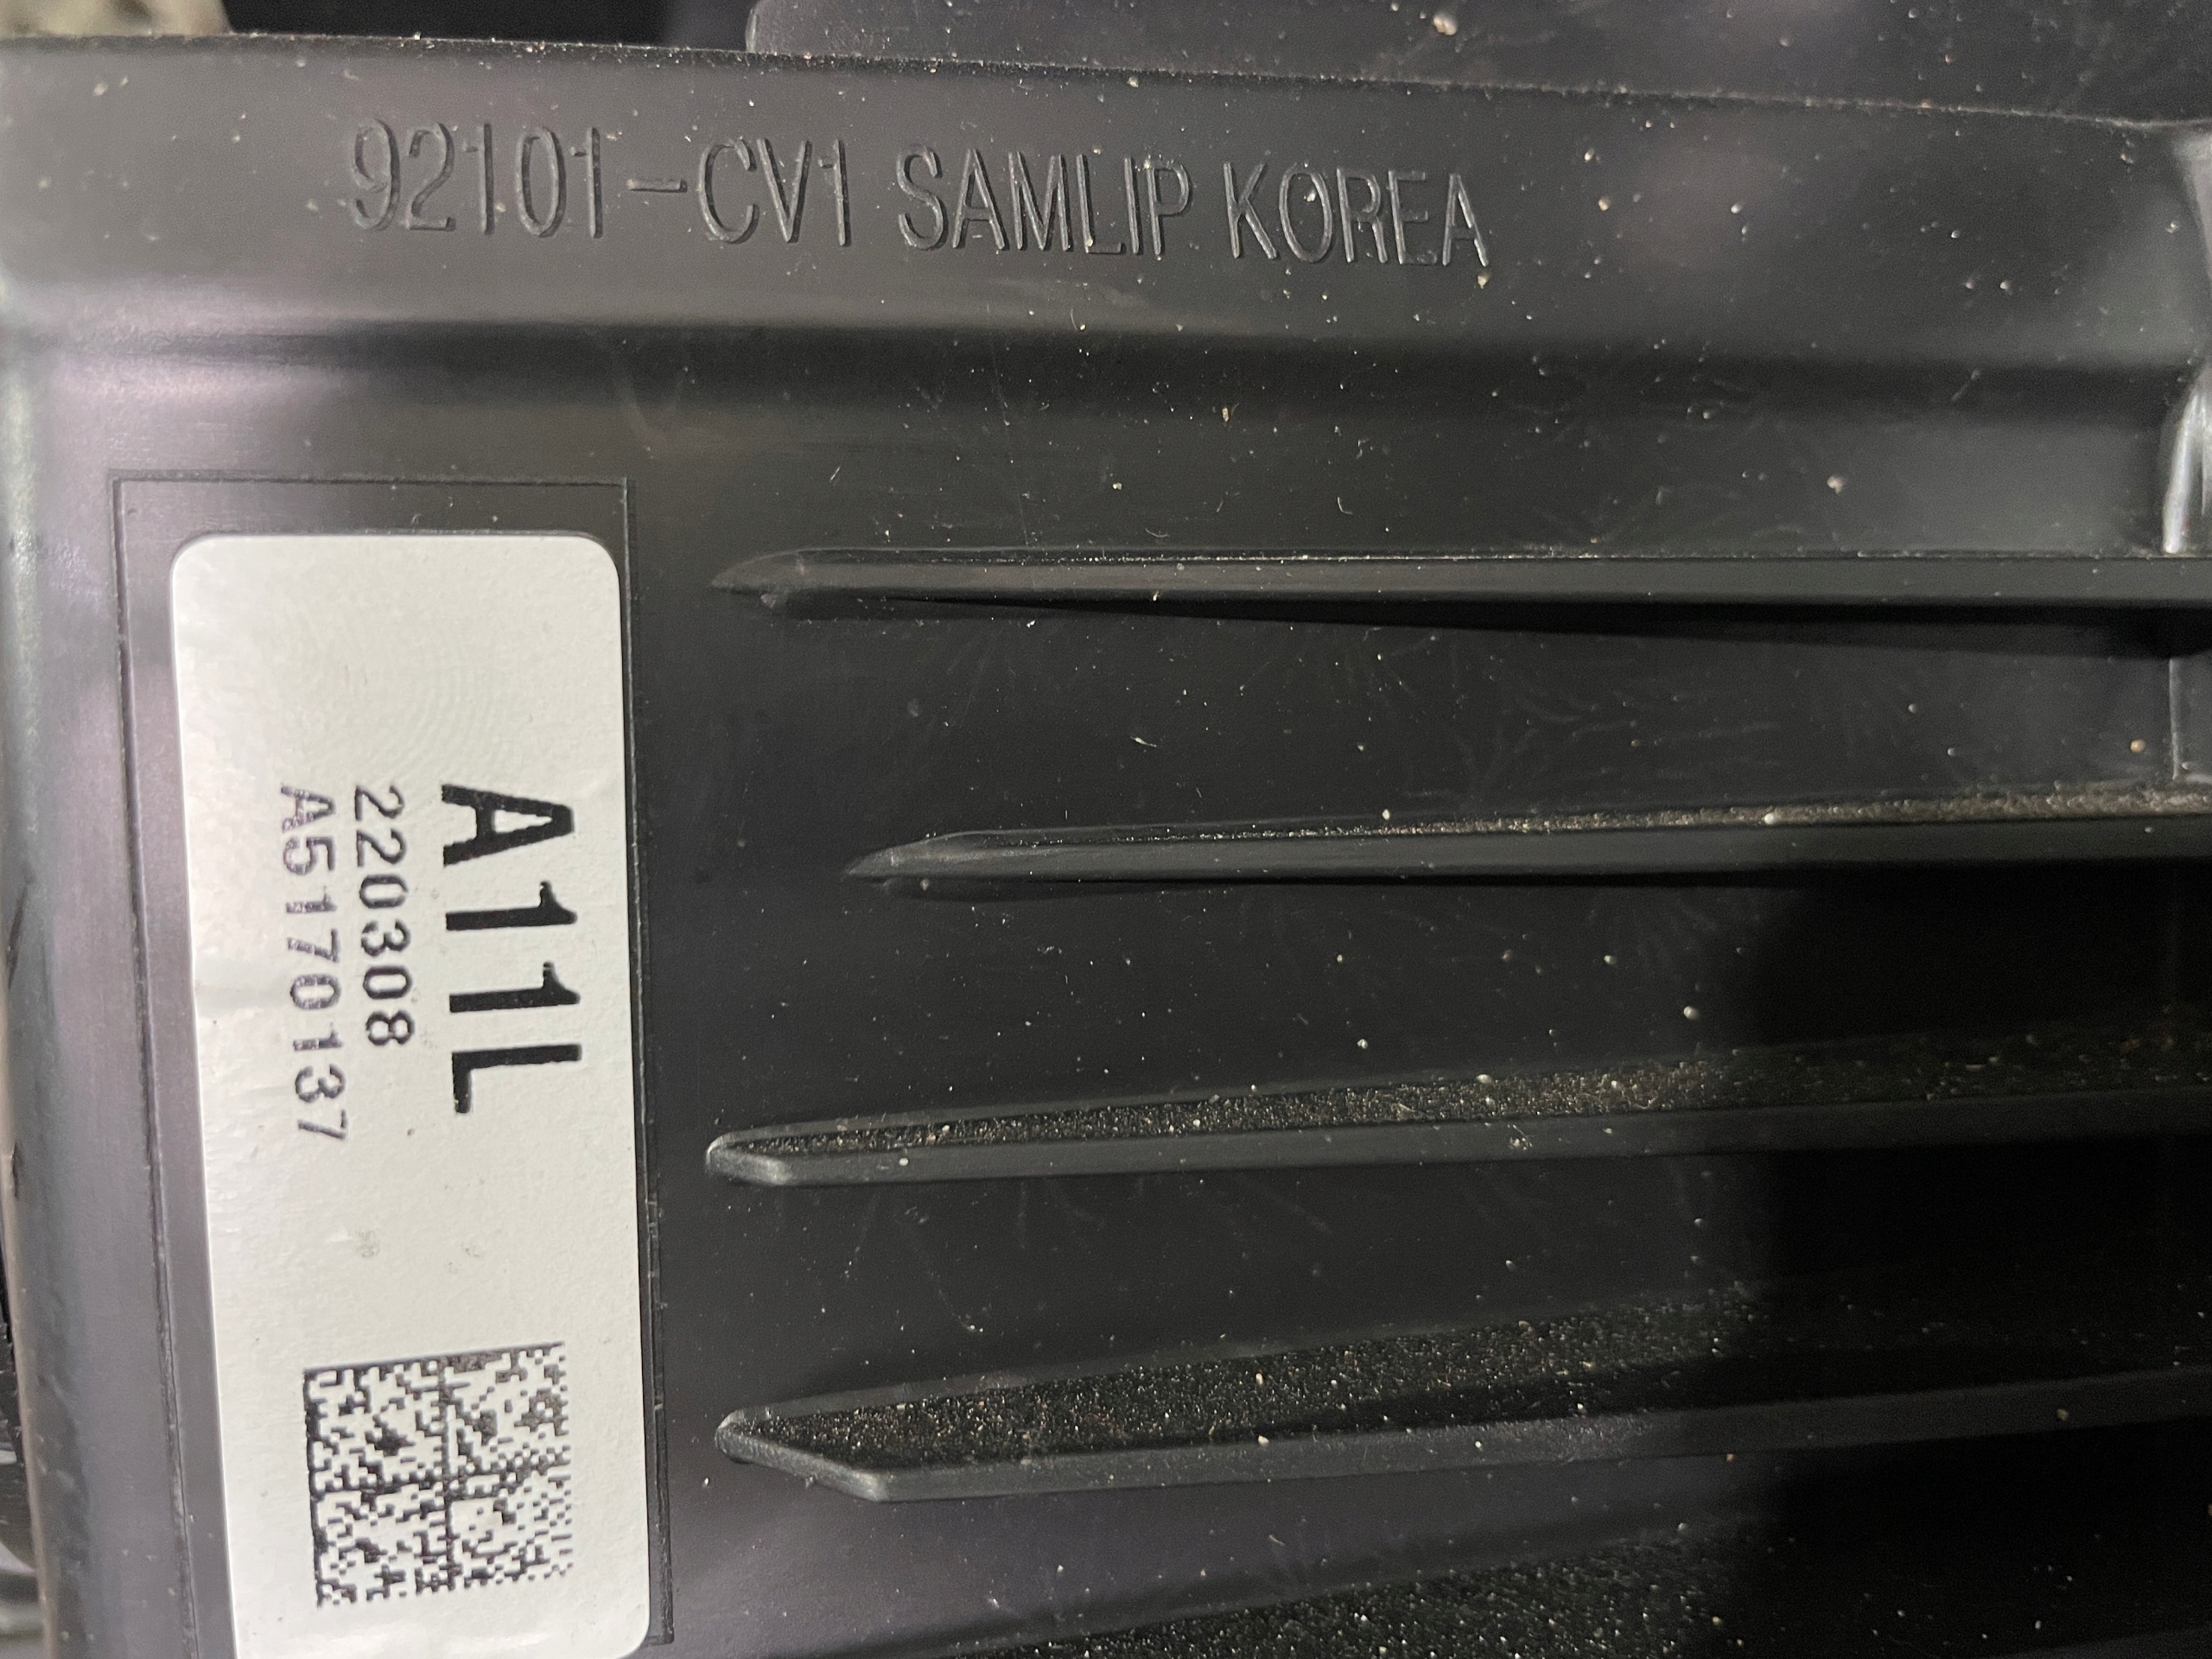 92101-CV1 SAMLIP KOREA
A11L
220308
A5170137